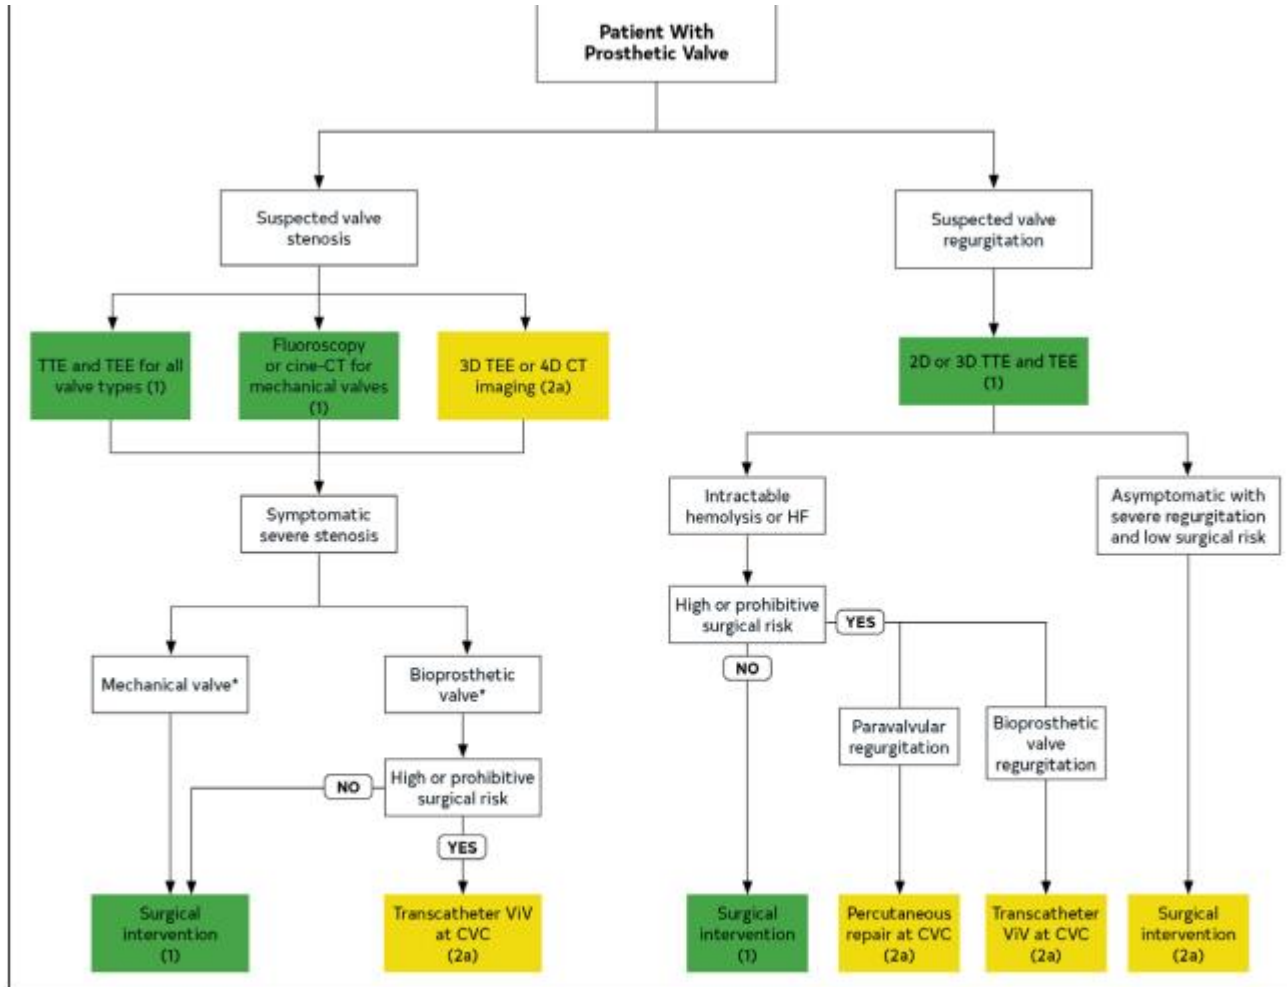 Patient With
Prosthetic Valve
Suspected valve
stenosis
Suspected valve
regurgitation
TTE and TEE for all
valve types (1)
Fluoroscopy
or cine-CT for
mechanical valves
(1)
3D TEE or 4D CT
imaging (2a)
2D or 3D TTE and TEE
(1)
Symptomatic
severe stenosis
Intractable
hemolysis or HF
Asymptomatic with
severe regurgitation
and low surgical risk
High or prohibitive
surgical risk
YES
NO
Mechanical valve*
Bioprosthetic
valve*
Paravalvular
regurgitation
Bioprosthetic
valve
regurgitation
High or prohibitive
surgical risk
NO
YES
Surgical
intervention
(1)
Transcatheter ViV
at CVC
(2a)
Surgical
intervention
(1)
Percutaneous
repair at CVC
(2a)
Transcatheter
ViV at CVC
(2a)
Surgical
intervention
(2a)